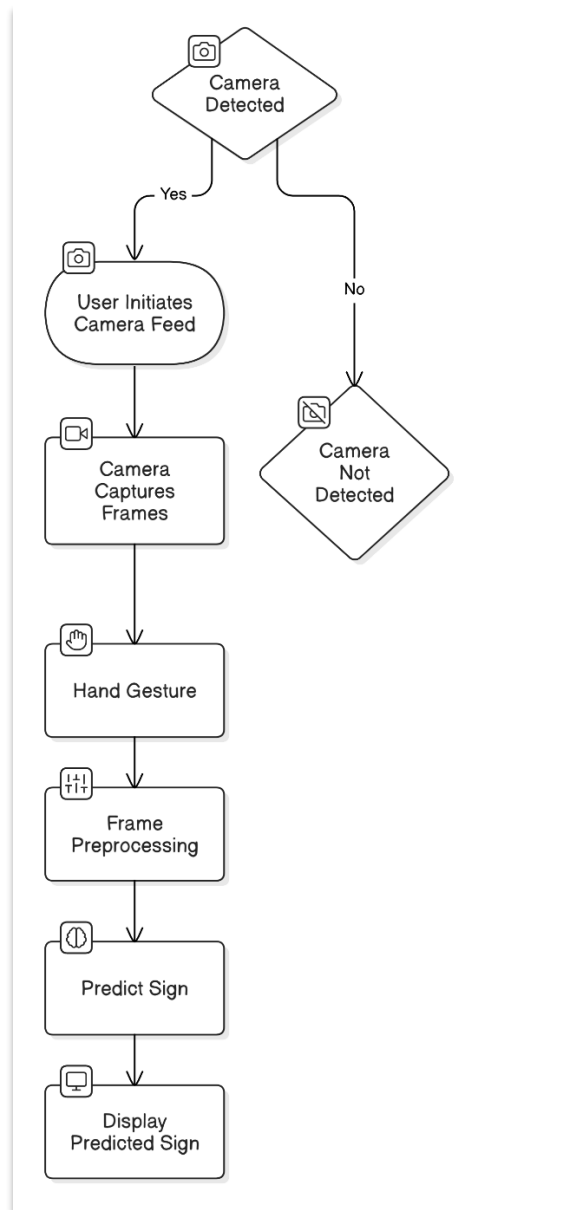 Camera
Detected
Yes
User Initiates
Camera Feed
No
Camera
Captures
Frames
Camera
Not
Detected
Hand Gesture
Frame
Preprocessing
Predict Sign
Display
Predicted Sign